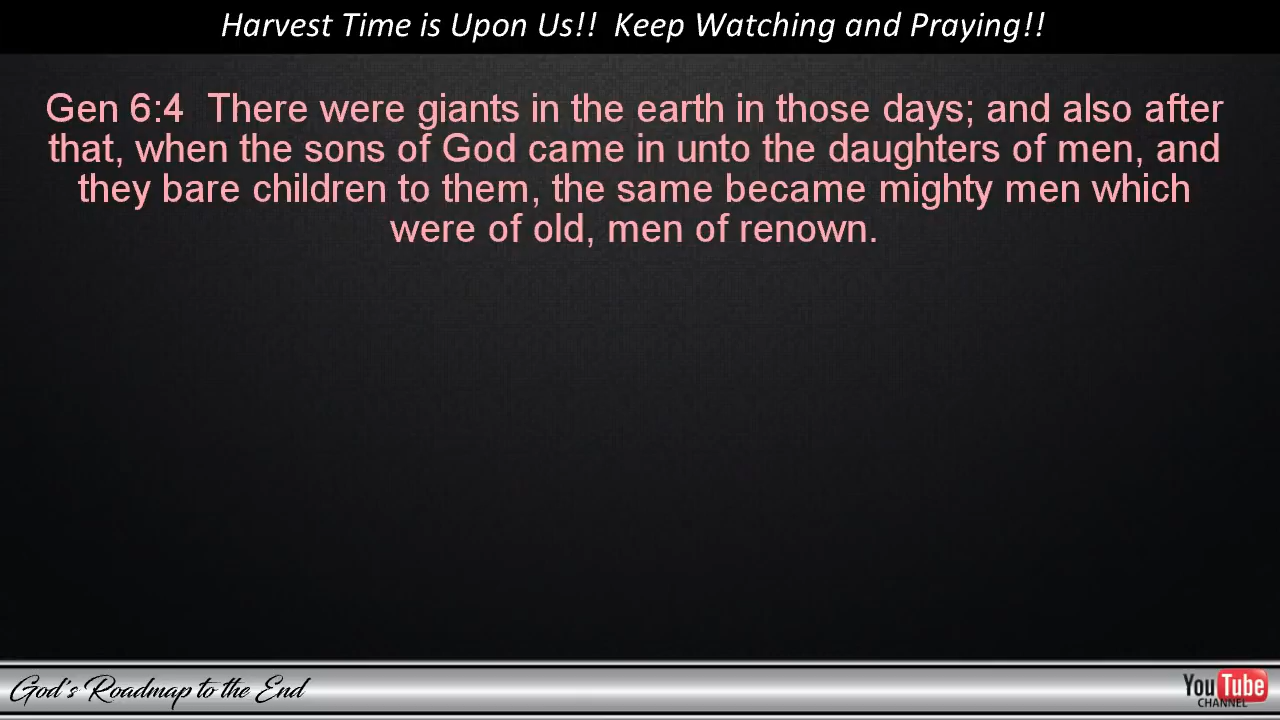 Harvest Time is Upon Us!!  Keep Watching and Praying!!
Gen 6:4  There were giants in the earth in those days; and also after
that, when the sons of God came in unto the daughters of men, and
they bare children to them, the same became mighty men which
were of old, men of renown.
God's Roadmap to the End
YouTube
CHANNEL